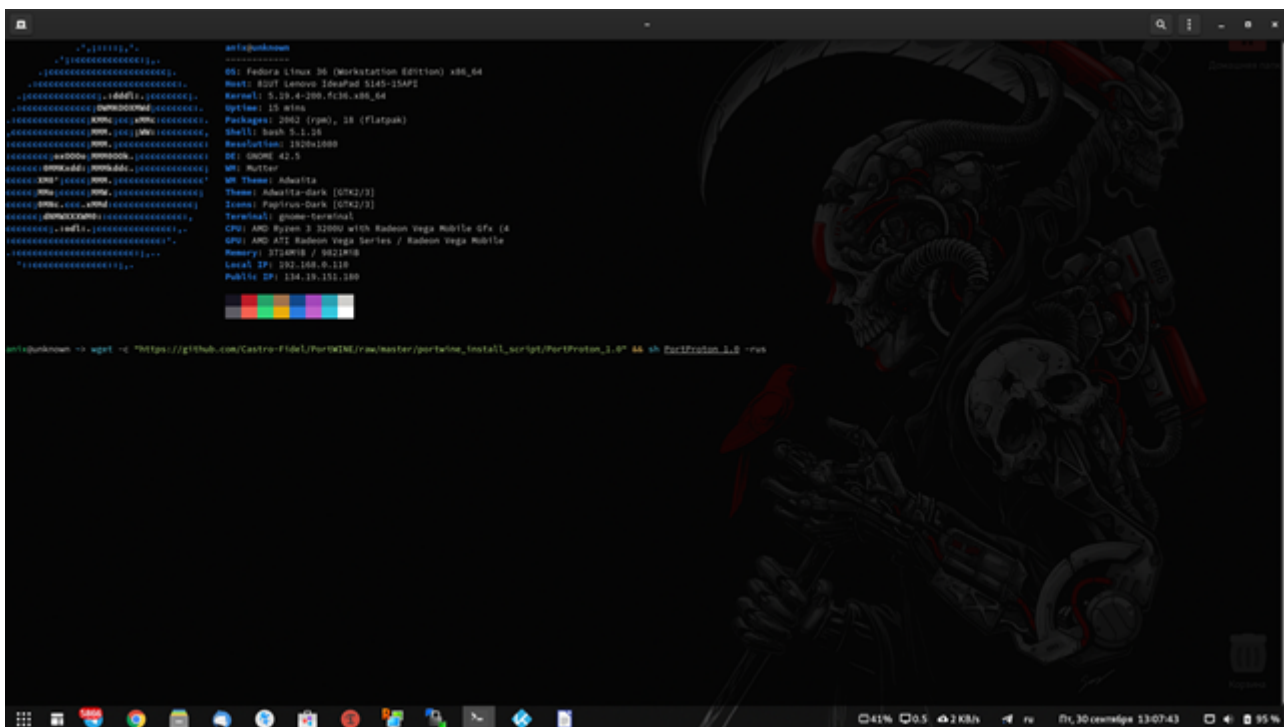 anix@unknown
------------
OS: Fedora Linux 36 (Workstation Edition) x86_64
Host: 81UT Lenovo IdeaPad S145-15API
Kernel: 5.19.4-200.fc36.x86_64
Uptime: 15 mins
Packages: 2002 (rpm), 18 (flatpak)
Shell: bash 5.1.16
Resolution: 1920x1080
DE: GNOME 42.5
WM: Mutter
WM Theme: Adwaita
Theme: Adwaita-dark [GTK2/3]
Icons: Papirus-Dark [GTK2/3]
Terminal: gnome-terminal
CPU: AMD Ryzen 3 3200U with Radeon Vega Mobile Gfx (4
GPU: AMD ATI Radeon Vega Series / Radeon Vega Mobile
Memory: 3714MiB / 9821MiB
Local IP: 192.168.0.110
Public IP: 134.19.151.180
anix@unknown ~> wget -c "https://github.com/Castro-Fidel/PortWINE/raw/master/portwine_install_script/PortProton_1.0" && sh PortProton_1.0 -rus
Корзина
5866
41% 0.5 2 KB/s ru Пт, 30 сентября 13:07:43